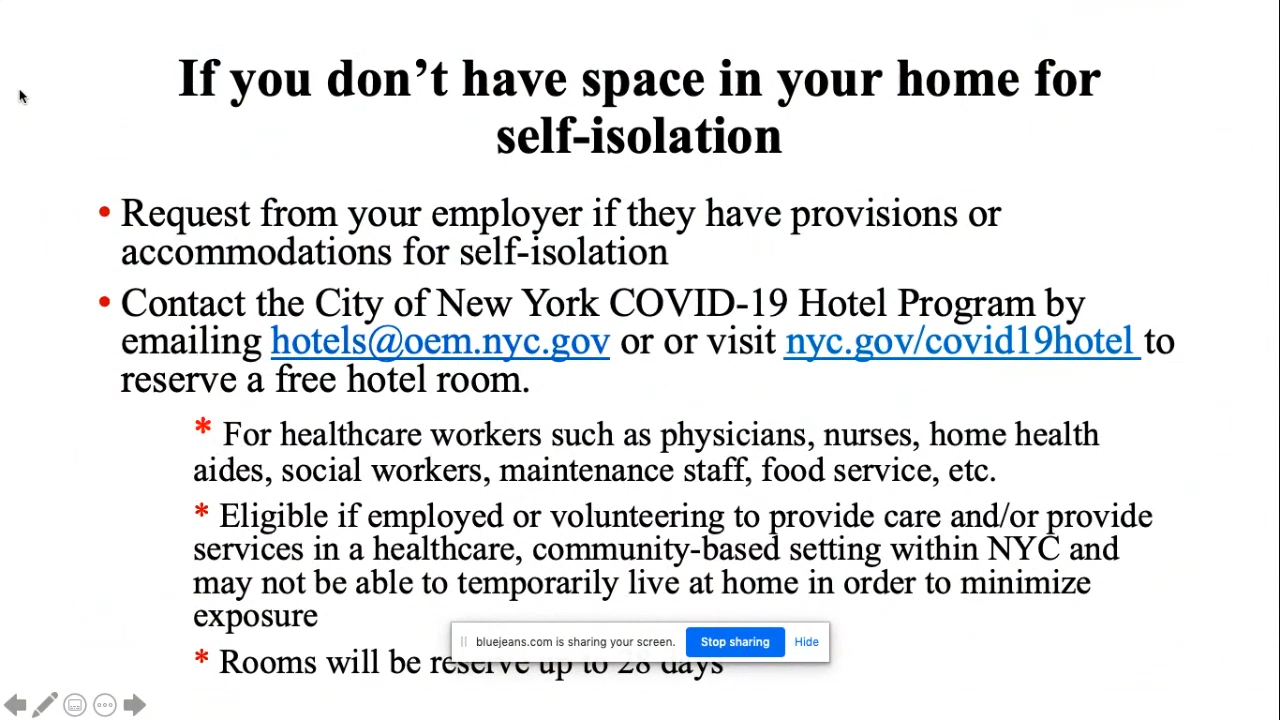 If you don’t have space in your home for
self-isolation
• Request from your employer if they have provisions or
accommodations for self-isolation
• Contact the City of New York COVID-19 Hotel Program by
emailing hotels@oem.nyc.gov or or visit nyc.gov/covid19hotel to
reserve a free hotel room.
* For healthcare workers such as physicians, nurses, home health
aides, social workers, maintenance staff, food service, etc.
* Eligible if employed or volunteering to provide care and/or provide
services in a healthcare, community-based setting within NYC and
may not be able to temporarily live at home in order to minimize
exposure
bluejeans.com is sharing your screen. Stop sharing Hide
* Rooms will be reserve up to 28 days